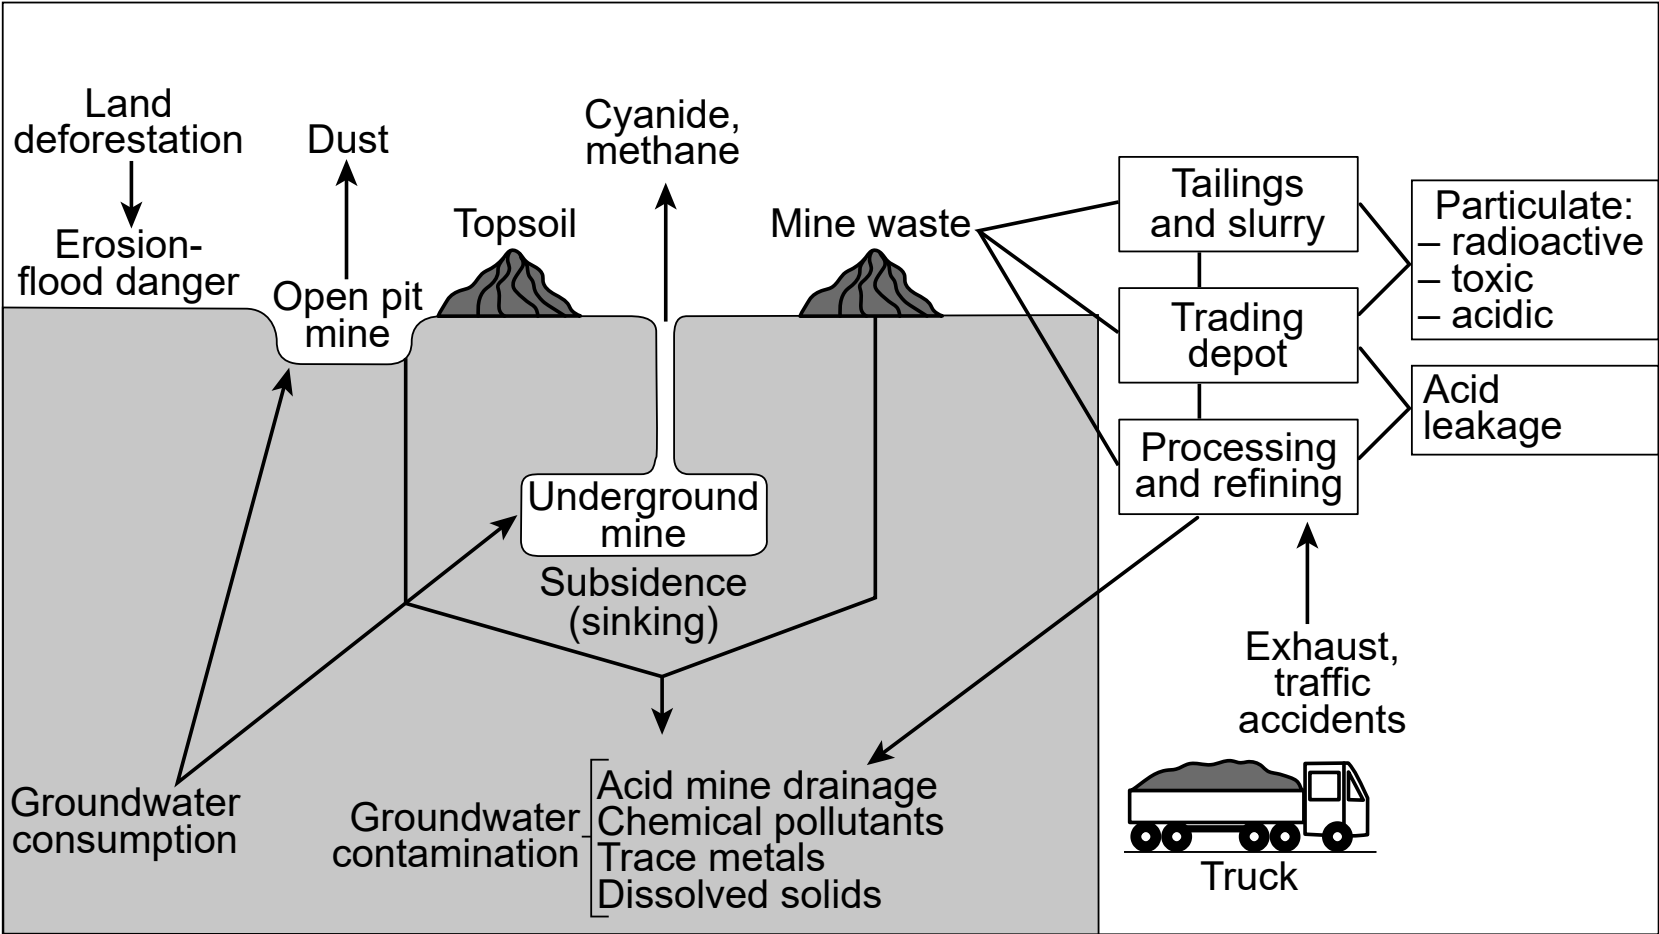 Land
deforestation
Erosion-
flood danger
Dust
Open pit
mine
Topsoil
Cyanide,
methane
Mine waste
Underground
mine
Subsidence
(sinking)
Groundwater
consumption
Groundwater
contamination
Acid mine drainage
Chemical pollutants
Trace metals
Dissolved solids
Tailings
and slurry
Trading
depot
Processing
and refining
Particulate:
– radioactive
– toxic
– acidic
Acid
leakage
Exhaust,
traffic
accidents
Truck